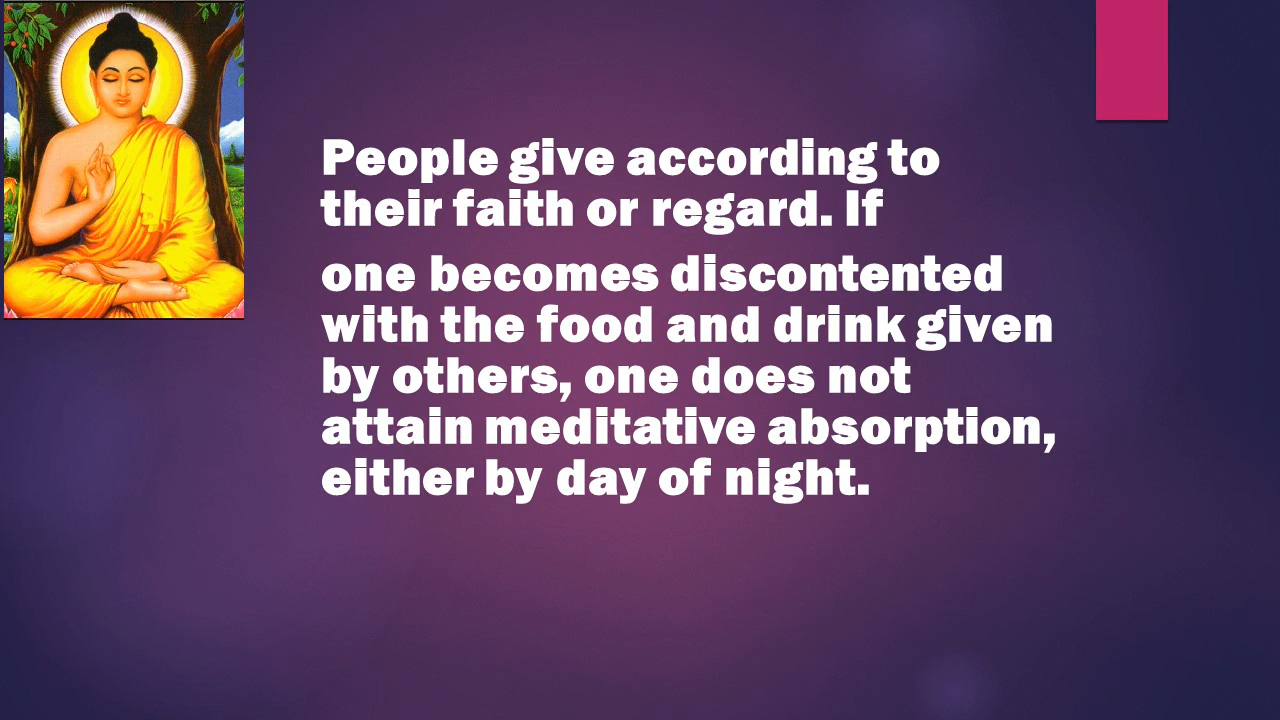 People give according to
their faith or regard. If
one becomes discontented
with the food and drink given
by others, one does not
attain meditative absorption,
either by day of night.